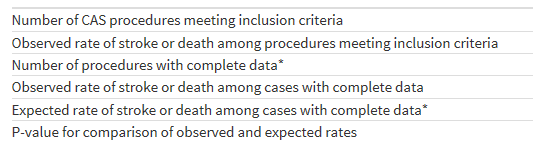 Number of CAS procedures meeting inclusion criteria
Observed rate of stroke or death among procedures meeting inclusion criteria
Number of procedures with complete data*
Observed rate of stroke or death among cases with complete data
Expected rate of stroke or death among cases with complete data*
P-value for comparison of observed and expected rates